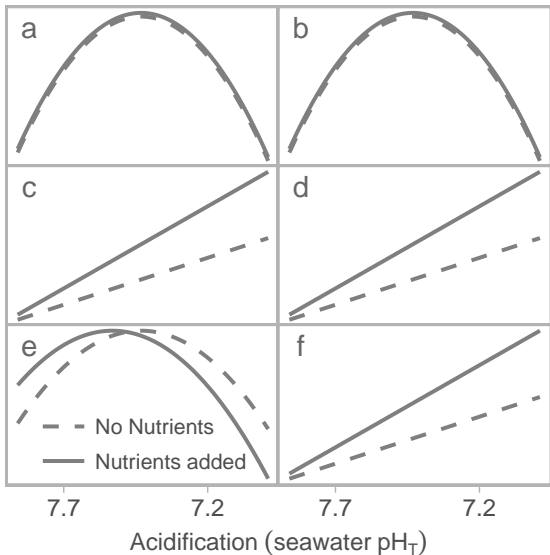 a
b
c
d
e
f
No Nutrients
Nutrients added
7.7
7.2
7.7
7.2
Acidification (seawater pH_T)